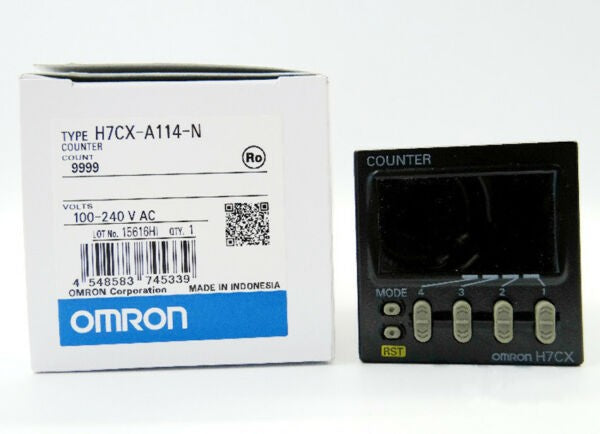 TYPE H7CX-A114-N
COUNTER
COUNT
9999
Ro
VOLTS
100-240 V AC
LOT No. 15616HI QTY. 1
4 548583 745339
OMRON Corporation MADE IN INDONESIA
OMRON
COUNTER
MODE 4 3 2 1
RST
OMRON H7CX